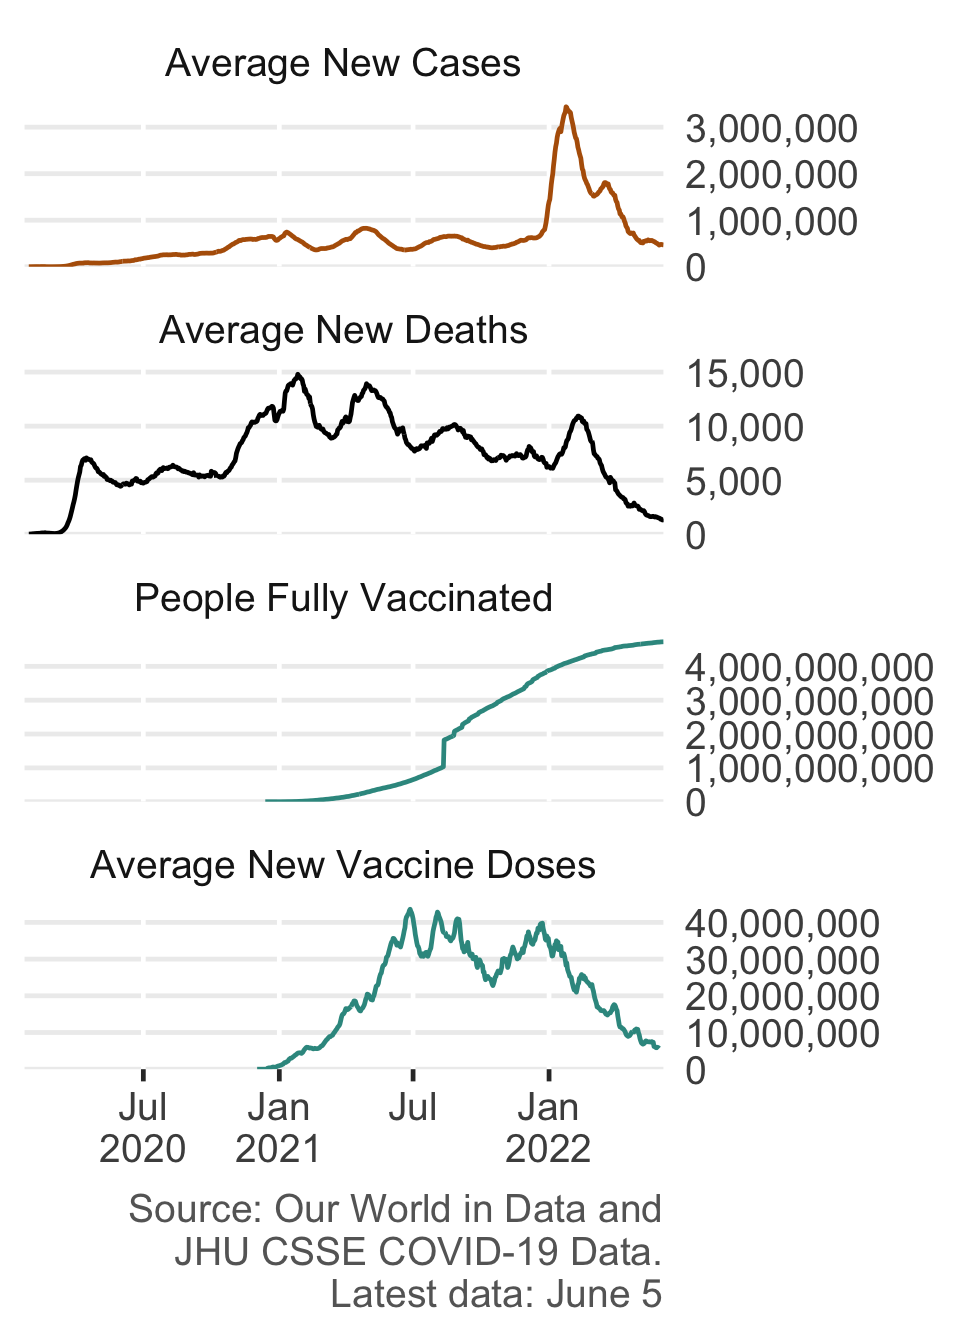 Average New Cases
3,000,000
2,000,000
1,000,000
0
Average New Deaths
15,000
10,000
5,000
0
People Fully Vaccinated
4,000,000,000
3,000,000,000
2,000,000,000
1,000,000,000
0
Average New Vaccine Doses
40,000,000
30,000,000
20,000,000
10,000,000
0
Jul Jan Jul Jan
2020 2021 2022
Source: Our World in Data and
JHU CSSE COVID-19 Data.
Latest data: June 5